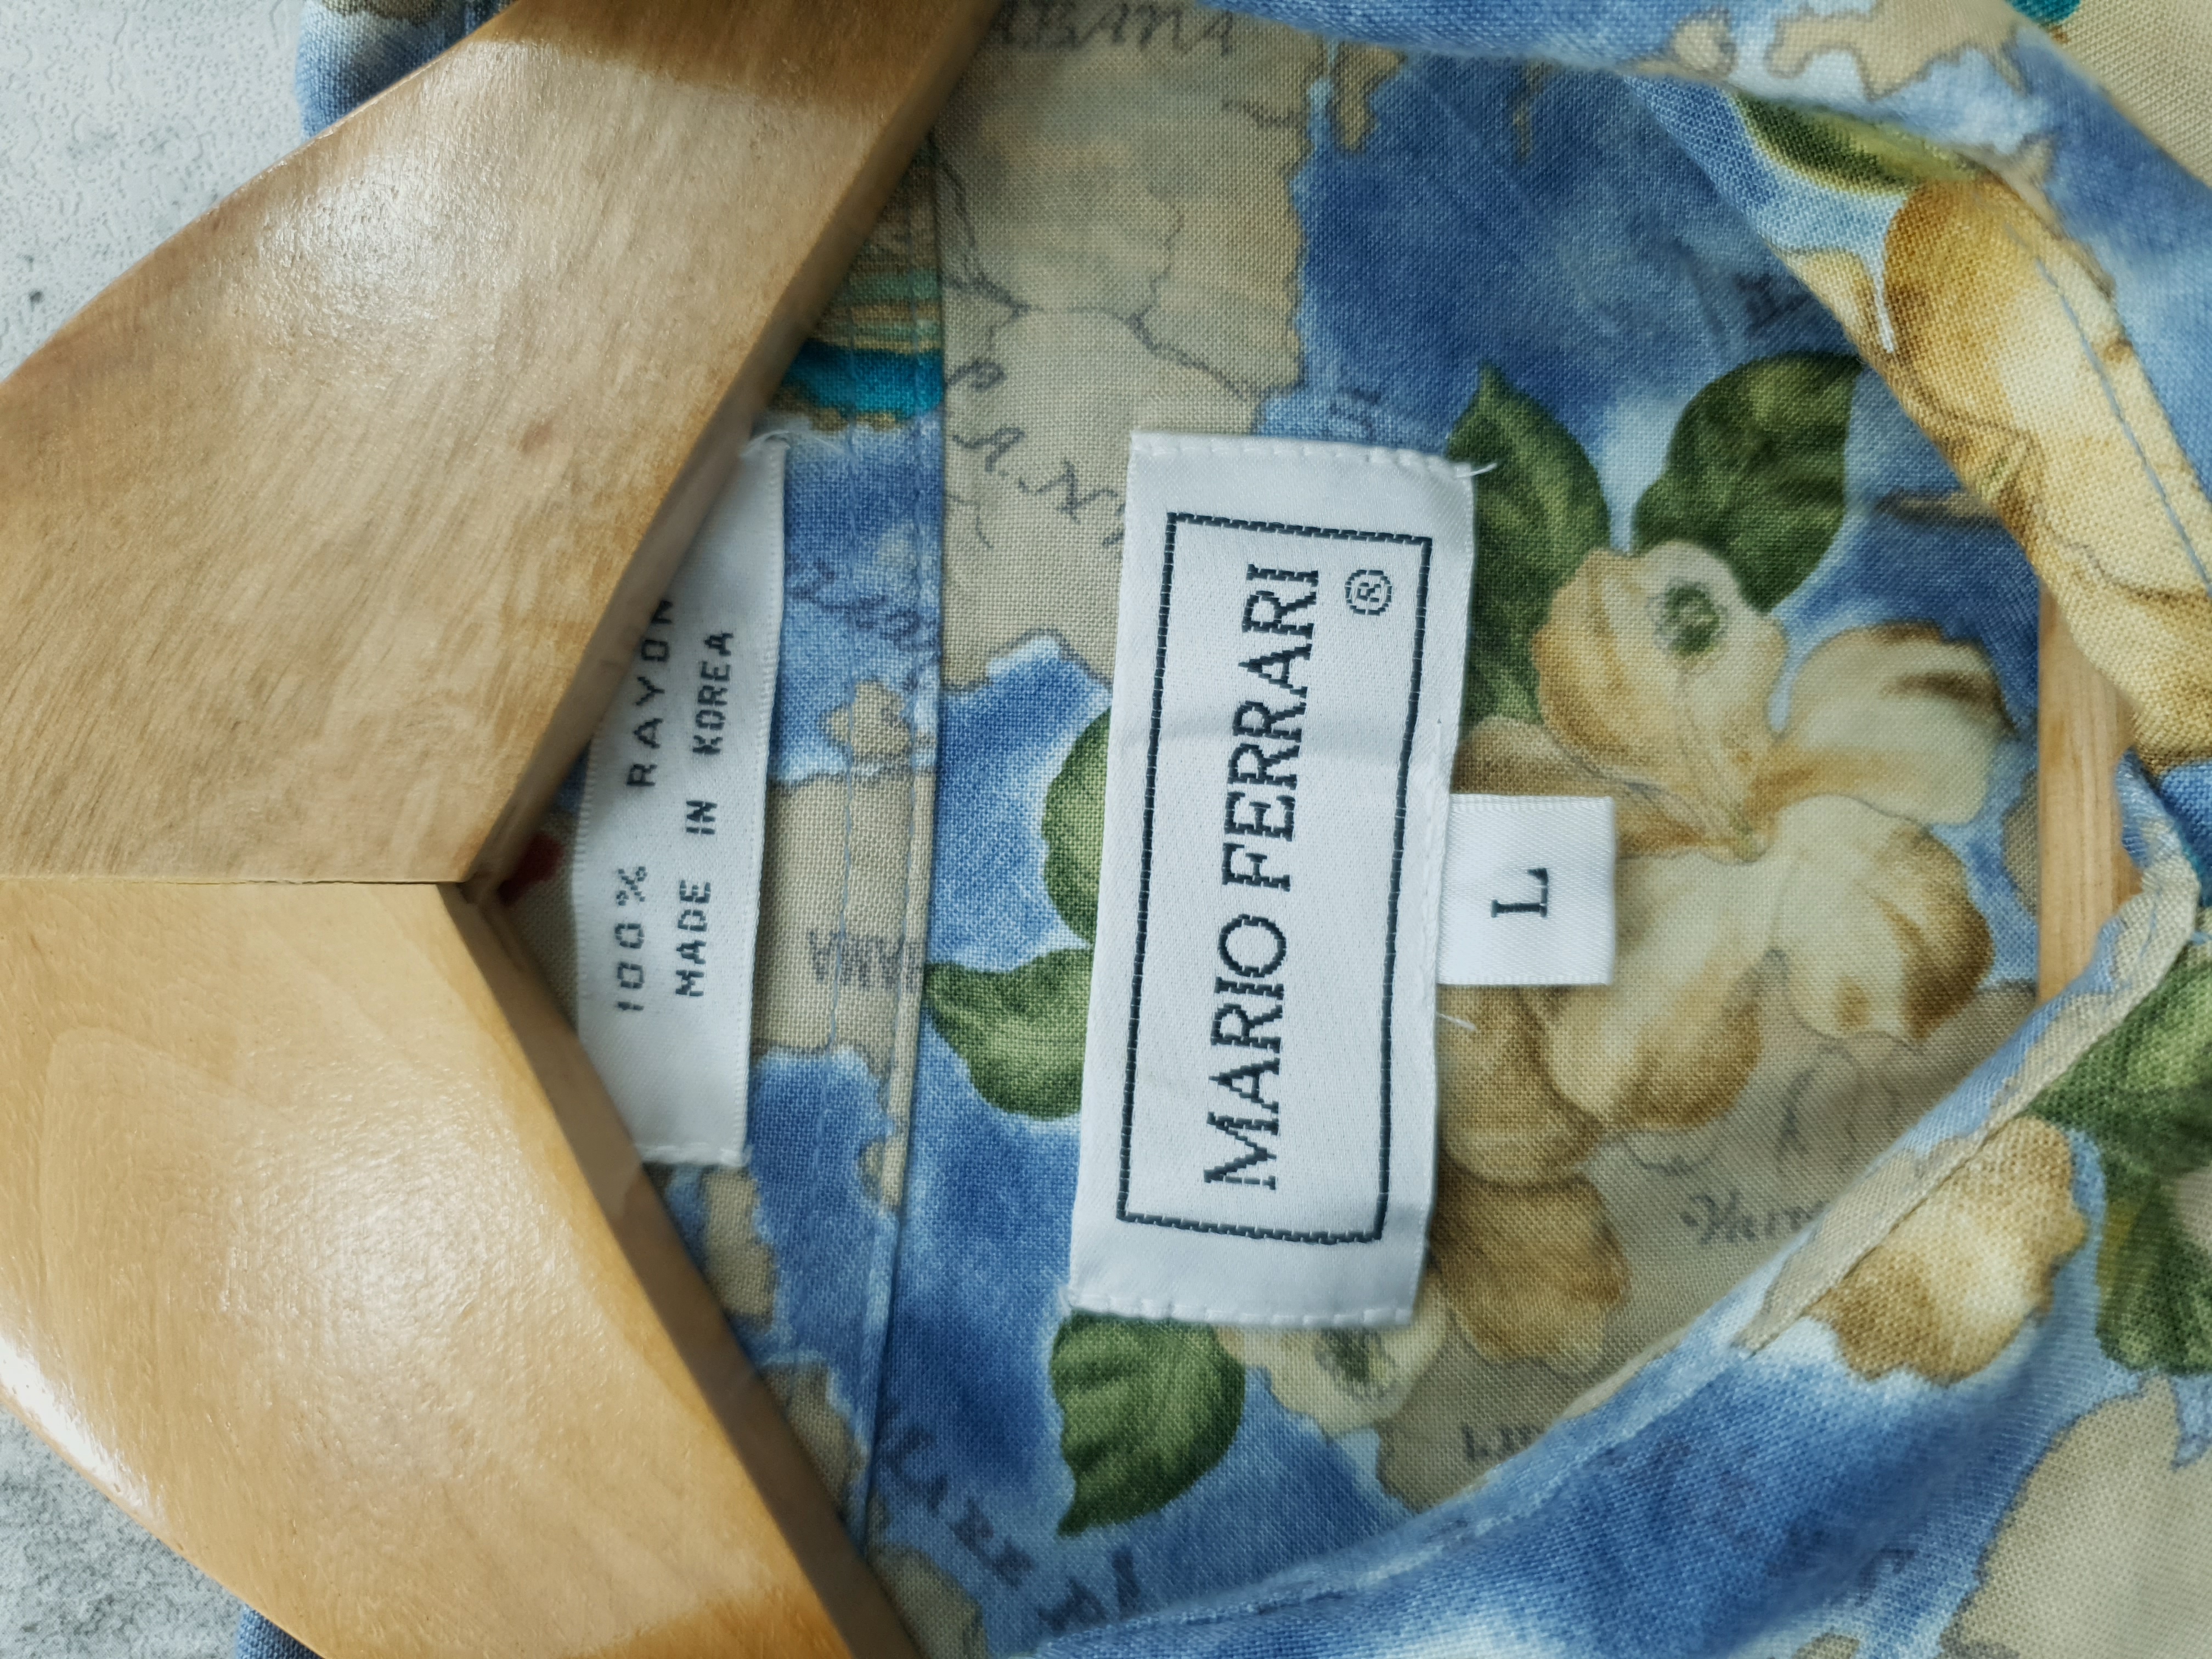 MARIO FERRARI
®
L
100% RAYON
MADE IN KOREA